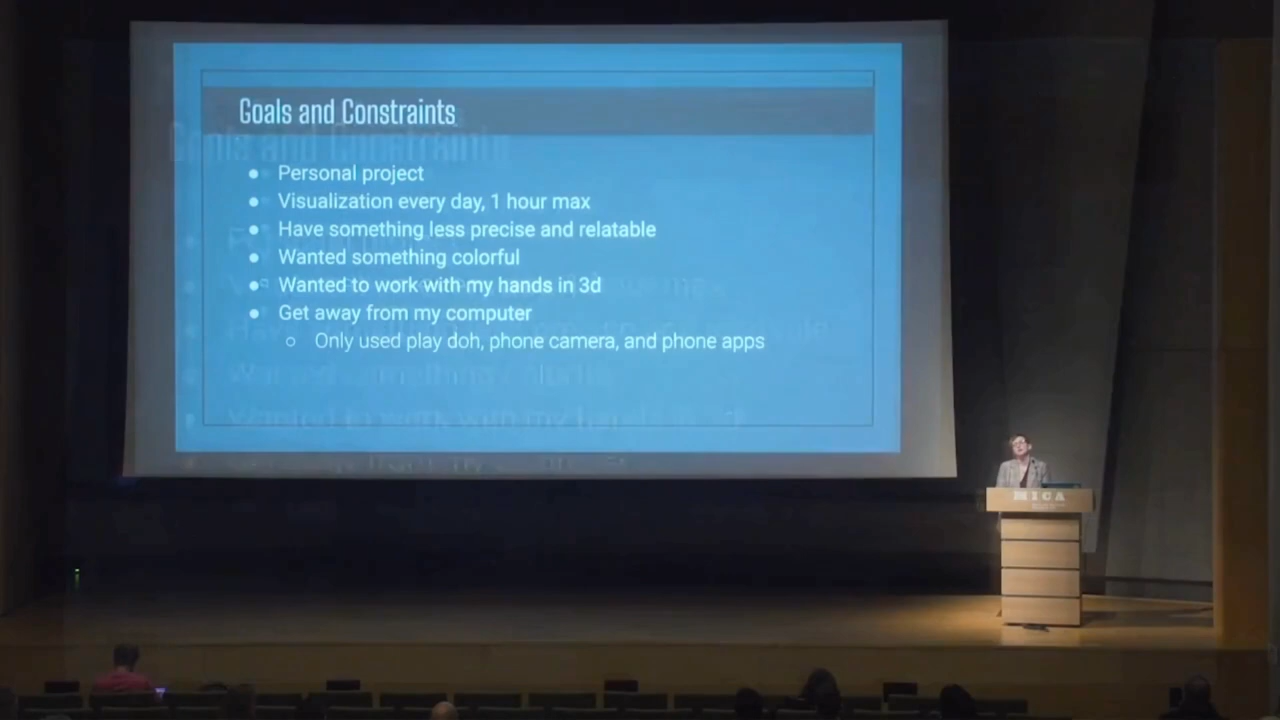 Goals and Constraints
● Personal project
● Visualization every day, 1 hour max
● Have something less precise and relatable
● Wanted something colorful
● Wanted to work with my hands in 3d
● Get away from my computer
○ Only used play doh, phone camera, and phone apps
MICA